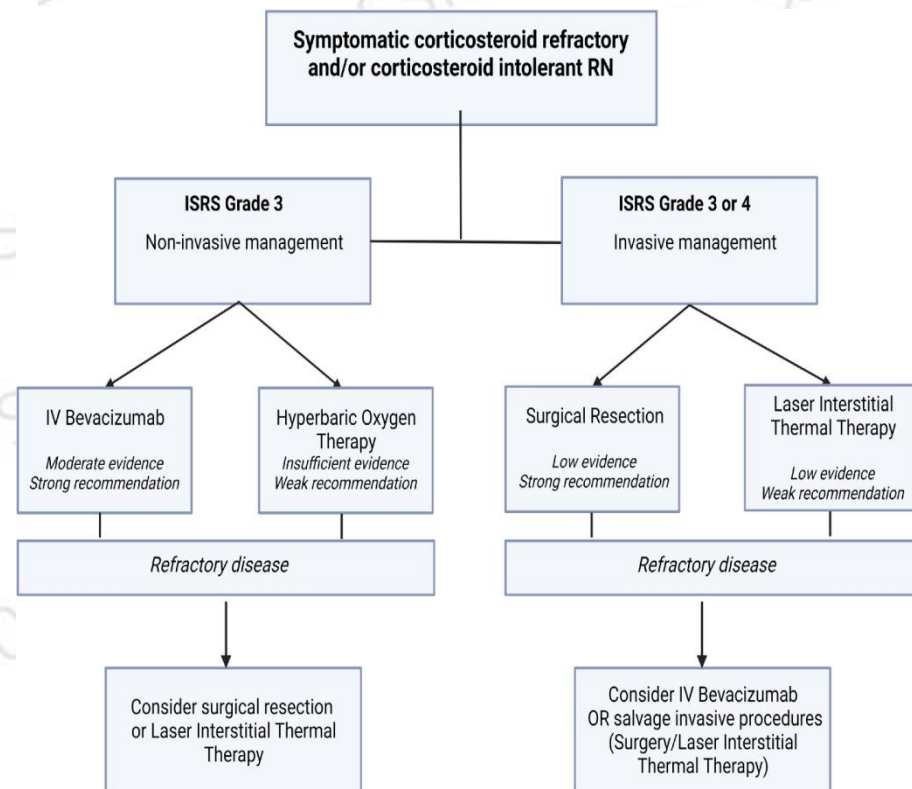 Symptomatic corticosteroid refractory
and/or corticosteroid intolerant RN
ISRS Grade 3
Non-invasive management
ISRS Grade 3 or 4
Invasive management
IV Bevacizumab
Moderate evidence
Strong recommendation
Hyperbaric Oxygen
Therapy
Insufficient evidence
Weak recommendation
Surgical Resection
Low evidence
Strong recommendation
Laser Interstitial
Thermal Therapy
Low evidence
Weak recommendation
Refractory disease
Refractory disease
Consider surgical resection
or Laser Interstitial Thermal
Therapy
Consider IV Bevacizumab
OR salvage invasive procedures
(Surgery/Laser Interstitial
Thermal Therapy)